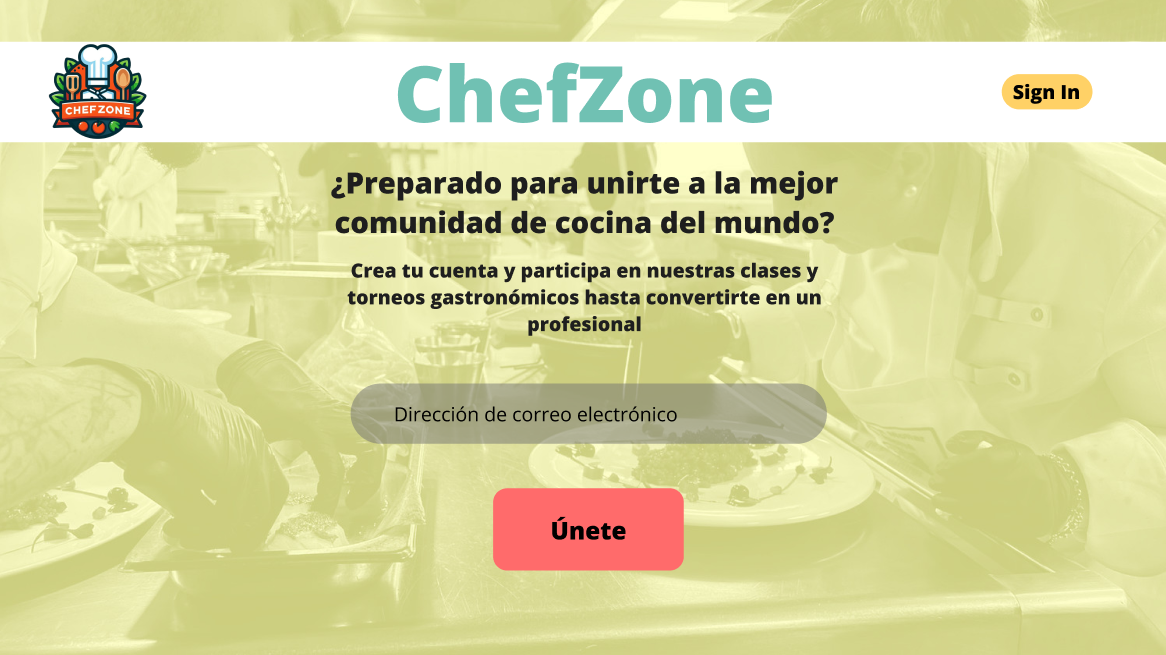 CHEFZONE
ChefZone
Sign In
¿Preparado para unirte a la mejor
comunidad de cocina del mundo?
Crea tu cuenta y participa en nuestras clases y
torneos gastronómicos hasta convertirte en un
profesional
Dirección de correo electrónico
Únete